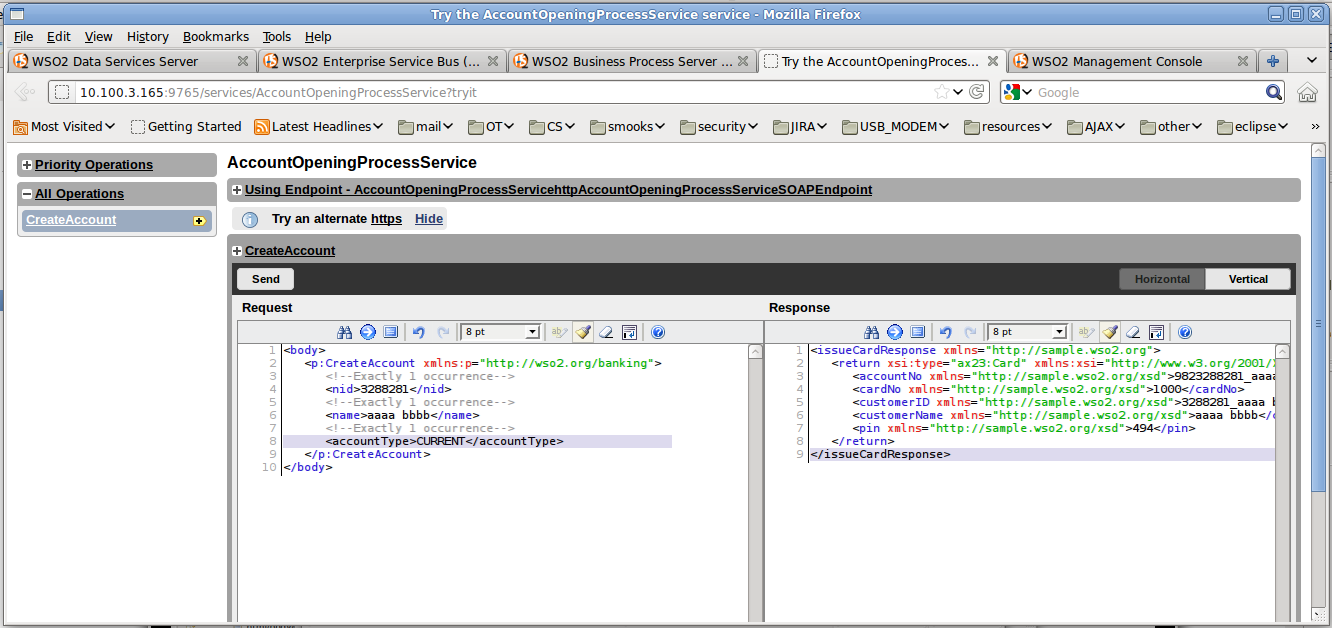 Try the AccountOpeningProcessService service - Mozilla Firefox
File Edit View History Bookmarks Tools Help
WSO2 Data Services Server WSO2 Enterprise Service Bus (... WSO2 Business Process Server ... Try the AccountOpeningProces... WSO2 Management Console
10.100.3.165:9765/services/AccountOpeningProcessService?tryit Google
Most Visited Getting Started Latest Headlines mail OT CS smooks security JIRA USB_MODEM resources AJAX other eclipse »
Priority Operations
All Operations
CreateAccount
AccountOpeningProcessService
Using Endpoint - AccountOpeningProcessServicehttpAccountOpeningProcessServiceSOAPEndpoint
Try an alternate https Hide
CreateAccount
Send Horizontal Vertical
Request
8 pt
1 <body>
2 <p:CreateAccount xmlns:p="http://wso2.org/banking">
3 <!--Exactly 1 occurrence-->
4 <nid>3288281</nid>
5 <!--Exactly 1 occurrence-->
6 <name>aaaa bbbb</name>
7 <!--Exactly 1 occurrence-->
8 <accountType>CURRENT</accountType>
9 </p:CreateAccount>
10 </body>
Response
8 pt
1 <issueCardResponse xmlns="http://sample.wso2.org">
2 <return xsi:type="ax23:Card" xmlns:xsi="http://www.w3.org/2001/
3 <accountNo xmlns="http://sample.wso2.org/xsd">9823288281_aaaa
4 <cardNo xmlns="http://sample.wso2.org/xsd">1000</cardNo>
5 <customerID xmlns="http://sample.wso2.org/xsd">3288281_aaaa
6 <customerName xmlns="http://sample.wso2.org/xsd">aaaa bbbb</
7 <pin xmlns="http://sample.wso2.org/xsd">494</pin>
8 </return>
9 </issueCardResponse>